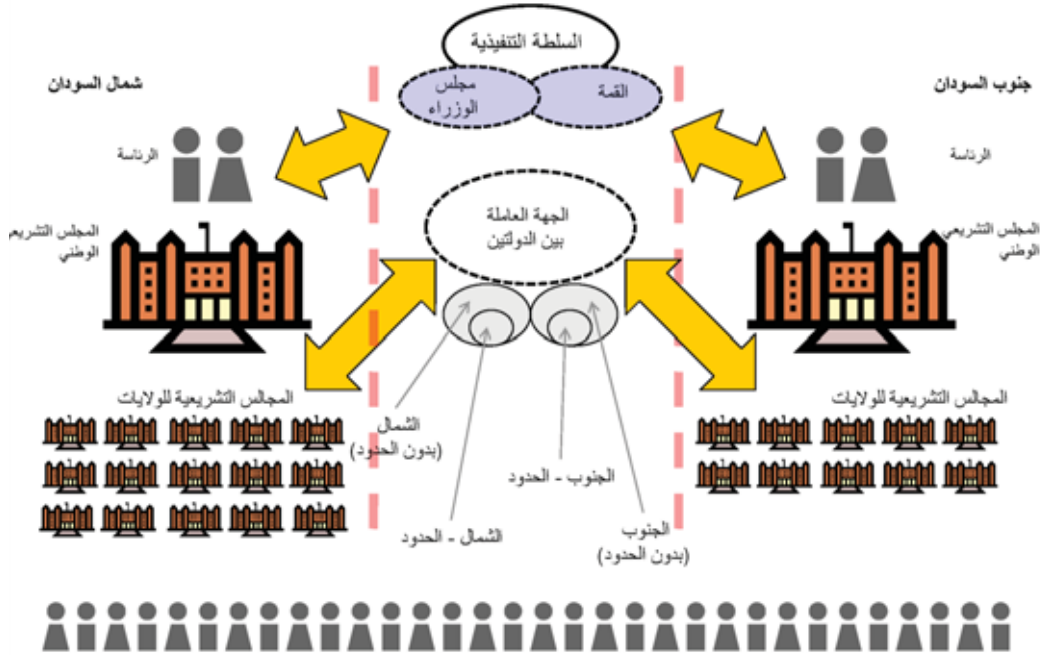 السلطة التنفيذية
مجلس
الوزراء
القمة
شمال السودان
جنوب السودان
الرئاسة
الرئاسة
الجهة العاملة
بين الدولتين
المجلس التشريعي
الوطني
المجلس التشريعي
الوطني
المجالس التشريعية للولايات
المجالس التشريعية للولايات
الشمال
(بدون الحدود)
الجنوب - الحدود
الشمال - الحدود
الجنوب
(بدون الحدود)